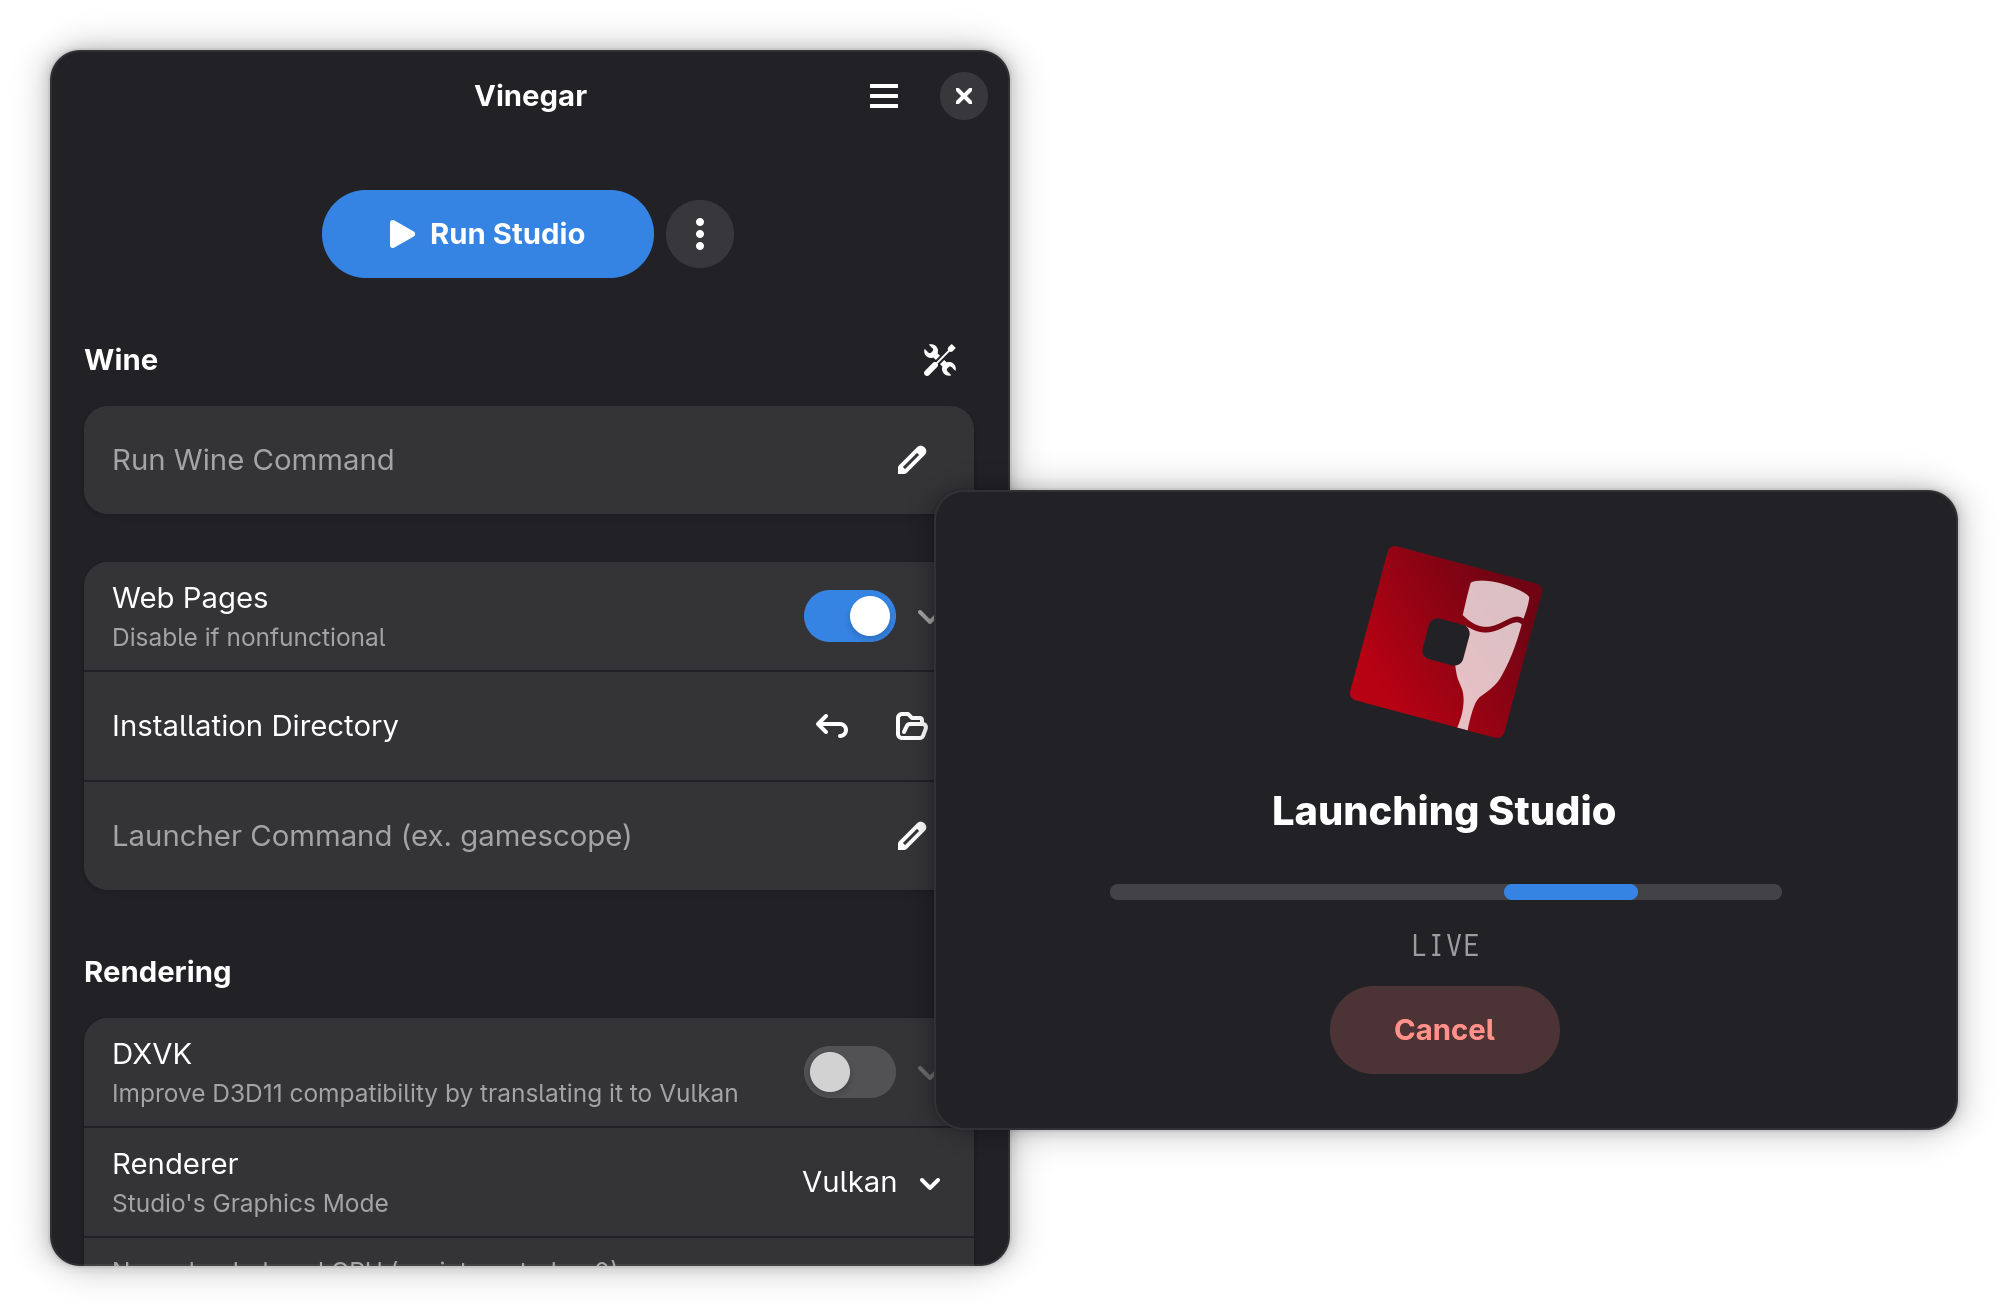 Vinegar
Run Studio
Wine
Run Wine Command
Web Pages
Disable if nonfunctional
Installation Directory
Launcher Command (ex. gamescope)
Rendering
DXVK
Improve D3D11 compatibility by translating it to Vulkan
Renderer
Studio's Graphics Mode
Vulkan
Launching Studio
LIVE
Cancel